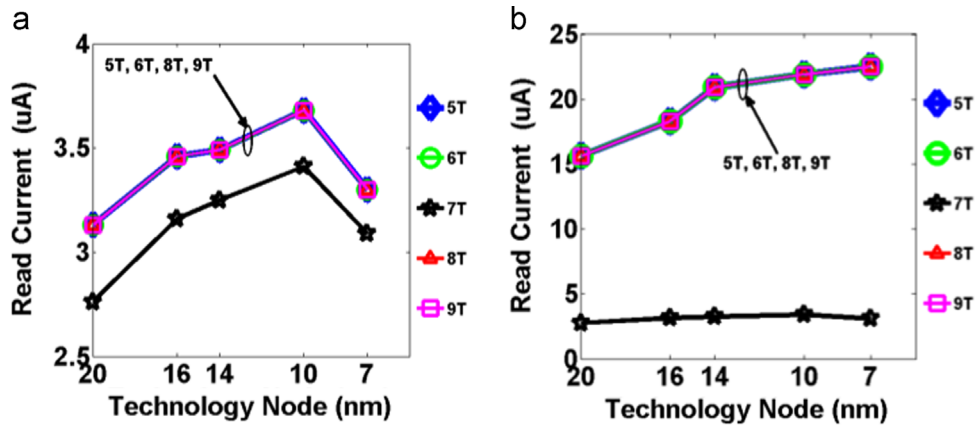 a
4
3.5
3
2.5
Read Current (uA)
5T, 6T, 8T, 9T
20 16 14 10 7
Technology Node (nm)
5T
6T
7T
8T
9T
b
25
20
15
10
5
0
Read Current (uA)
5T, 6T, 8T, 9T
20 16 14 10 7
Technology Node (nm)
5T
6T
7T
8T
9T